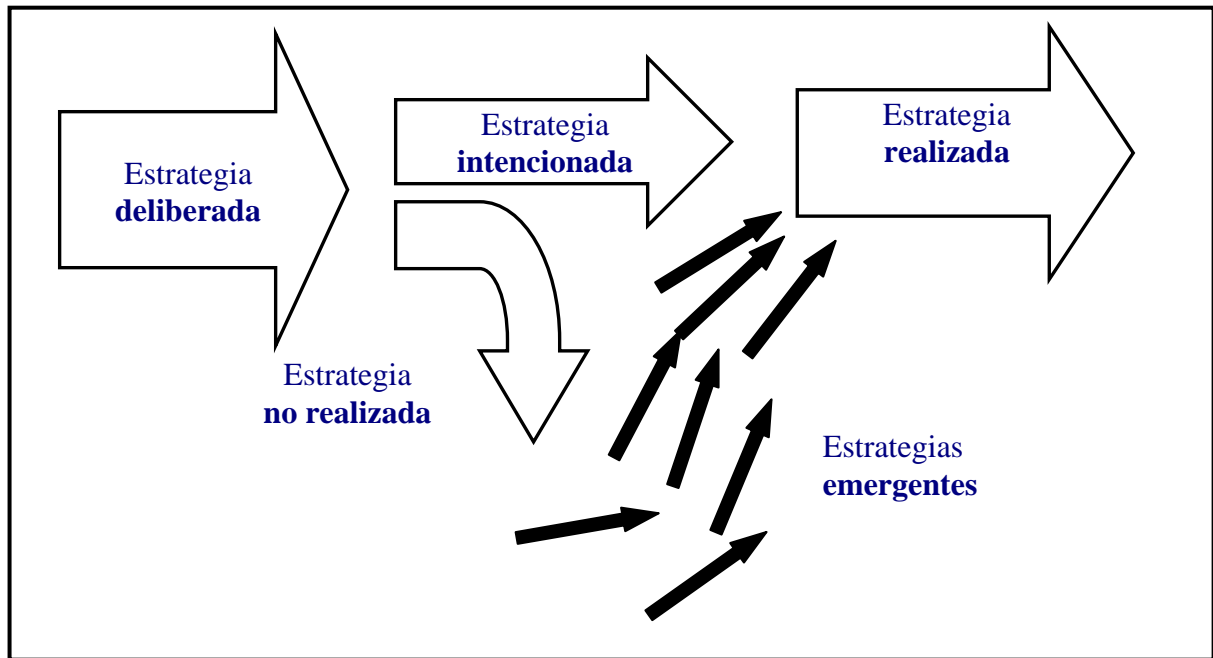 Estrategia
deliberada
Estrategia
intencionada
Estrategia
realizada
Estrategia
no realizada
Estrategias
emergentes